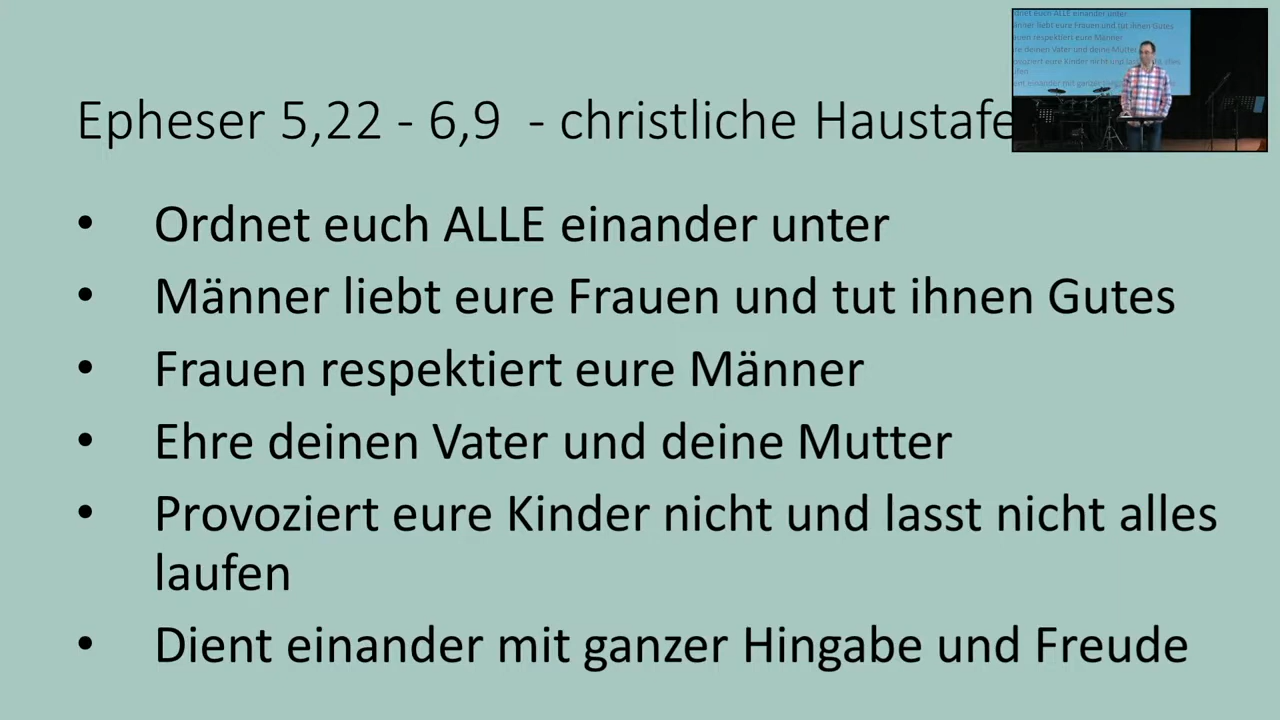 Epheser 5,22 - 6,9 - christliche Haustafe
• Ordnet euch ALLE einander unter
• Männer liebt eure Frauen und tut ihnen Gutes
• Frauen respektiert eure Männer
• Ehre deinen Vater und deine Mutter
• Provoziert eure Kinder nicht und lasst nicht alles
laufen
• Dient einander mit ganzer Hingabe und Freude